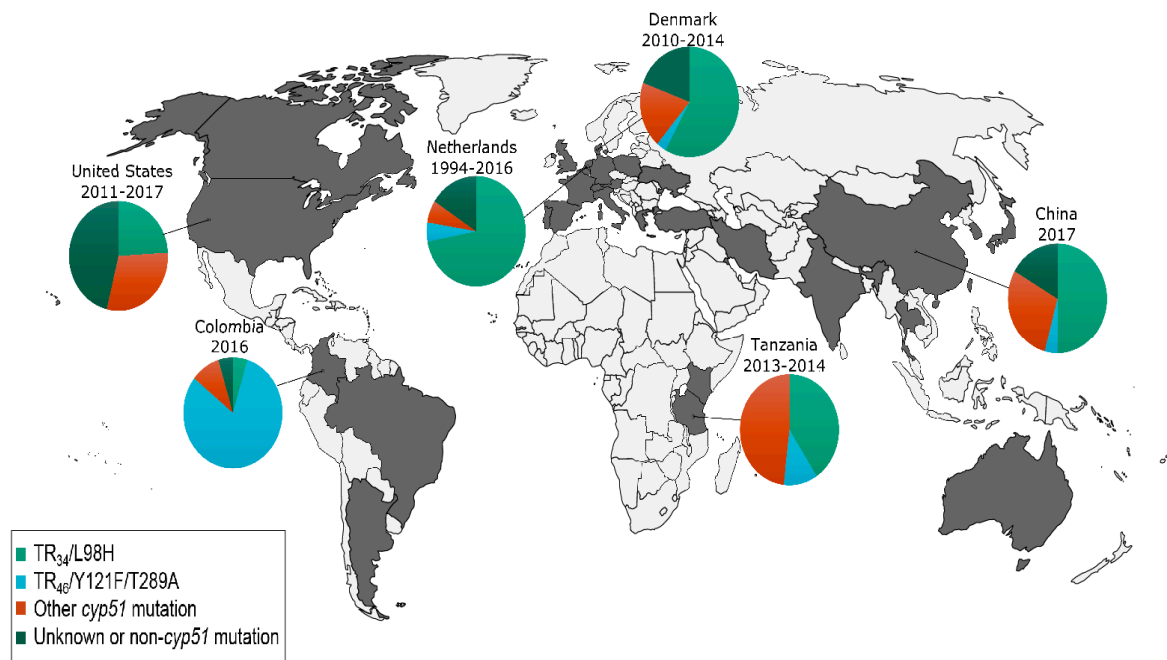 Denmark
2010-2014
Netherlands
1994-2016
United States
2011-2017
China
2017
Colombia
2016
Tanzania
2013-2014
TR₃₄/L98H
TR₄₆/Y121F/T289A
Other cyp51 mutation
Unknown or non-cyp51 mutation